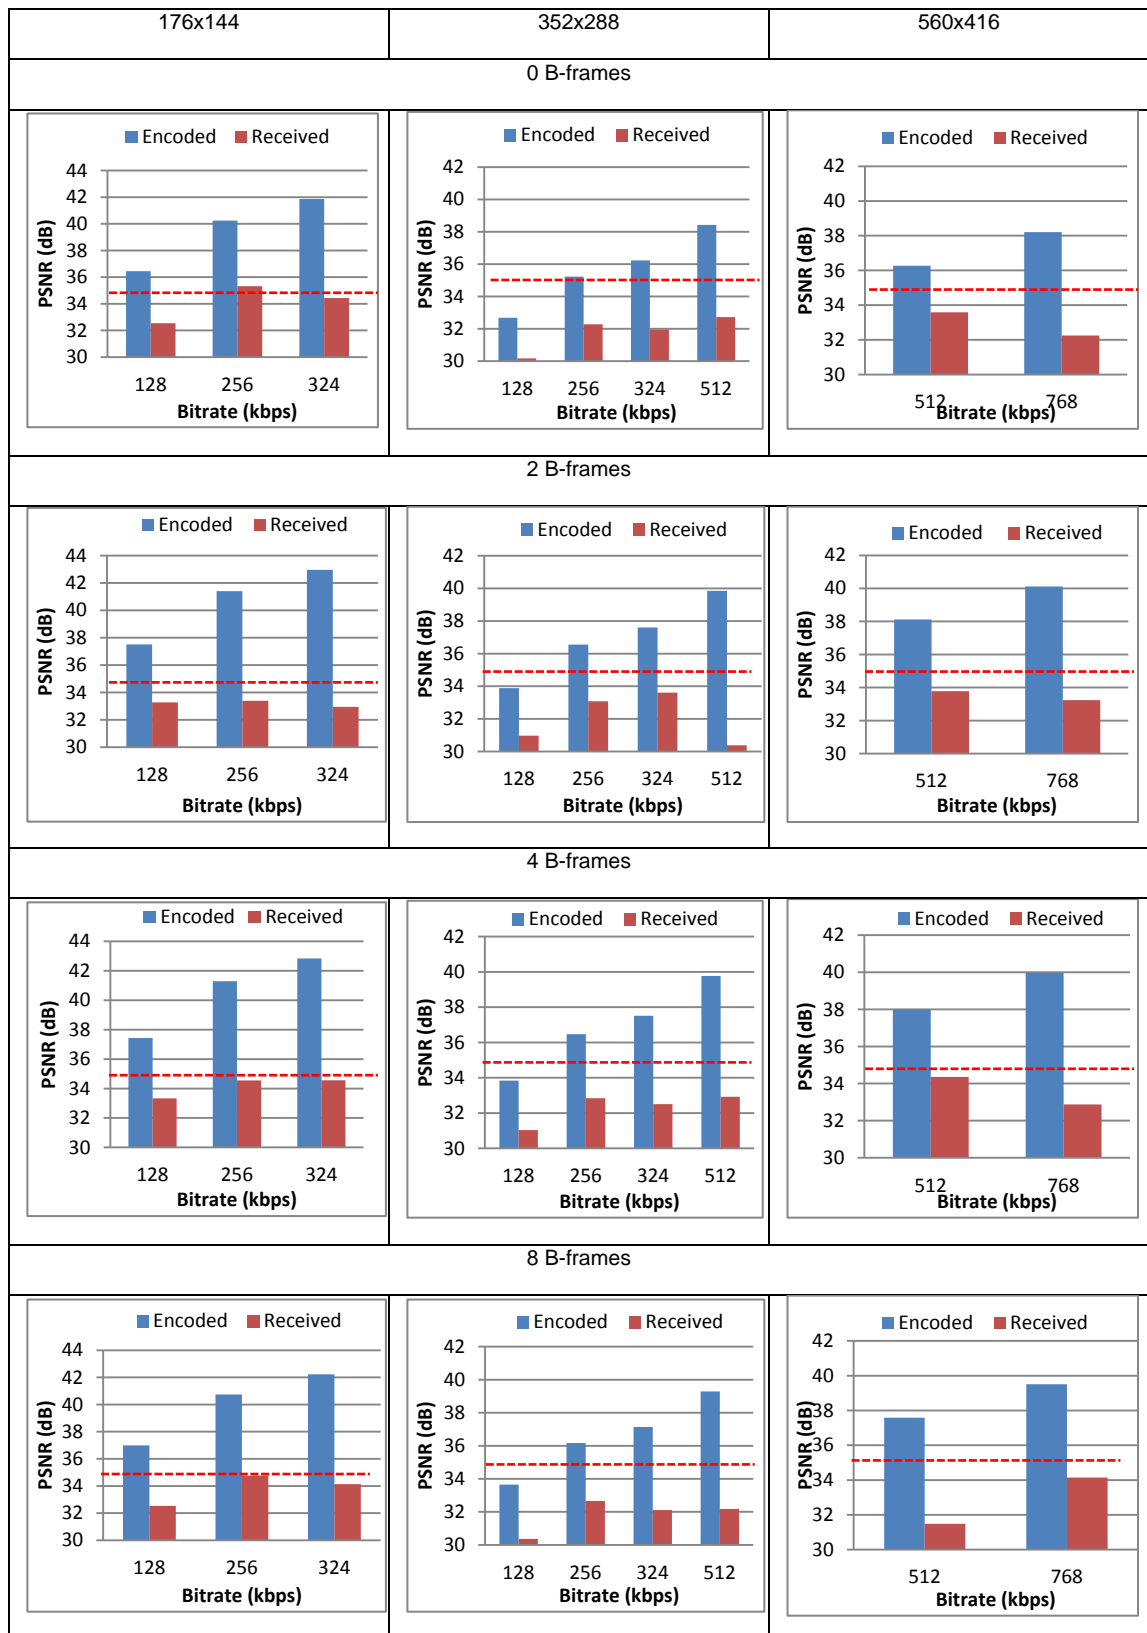 176x144 352x288 560x416
0 B-frames
Encoded Received
PSNR (dB)
44
42
40
38
36
34
32
30
128 256 324
Bitrate (kbps)
Encoded Received
PSNR (dB)
42
40
38
36
34
32
30
128 256 324 512
Bitrate (kbps)
Encoded Received
PSNR (dB)
42
40
38
36
34
32
30
512 768
Bitrate (kbps)
2 B-frames
Encoded Received
PSNR (dB)
44
42
40
38
36
34
32
30
128 256 324
Bitrate (kbps)
Encoded Received
PSNR (dB)
42
40
38
36
34
32
30
128 256 324 512
Bitrate (kbps)
Encoded Received
PSNR (dB)
42
40
38
36
34
32
30
512 768
Bitrate (kbps)
4 B-frames
Encoded Received
PSNR (dB)
44
42
40
38
36
34
32
30
128 256 324
Bitrate (kbps)
Encoded Received
PSNR (dB)
42
40
38
36
34
32
30
128 256 324 512
Bitrate (kbps)
Encoded Received
PSNR (dB)
42
40
38
36
34
32
30
512 768
Bitrate (kbps)
8 B-frames
Encoded Received
PSNR (dB)
44
42
40
38
36
34
32
30
128 256 324
Bitrate (kbps)
Encoded Received
PSNR (dB)
42
40
38
36
34
32
30
128 256 324 512
Bitrate (kbps)
Encoded Received
PSNR (dB)
42
40
38
36
34
32
30
512 768
Bitrate (kbps)